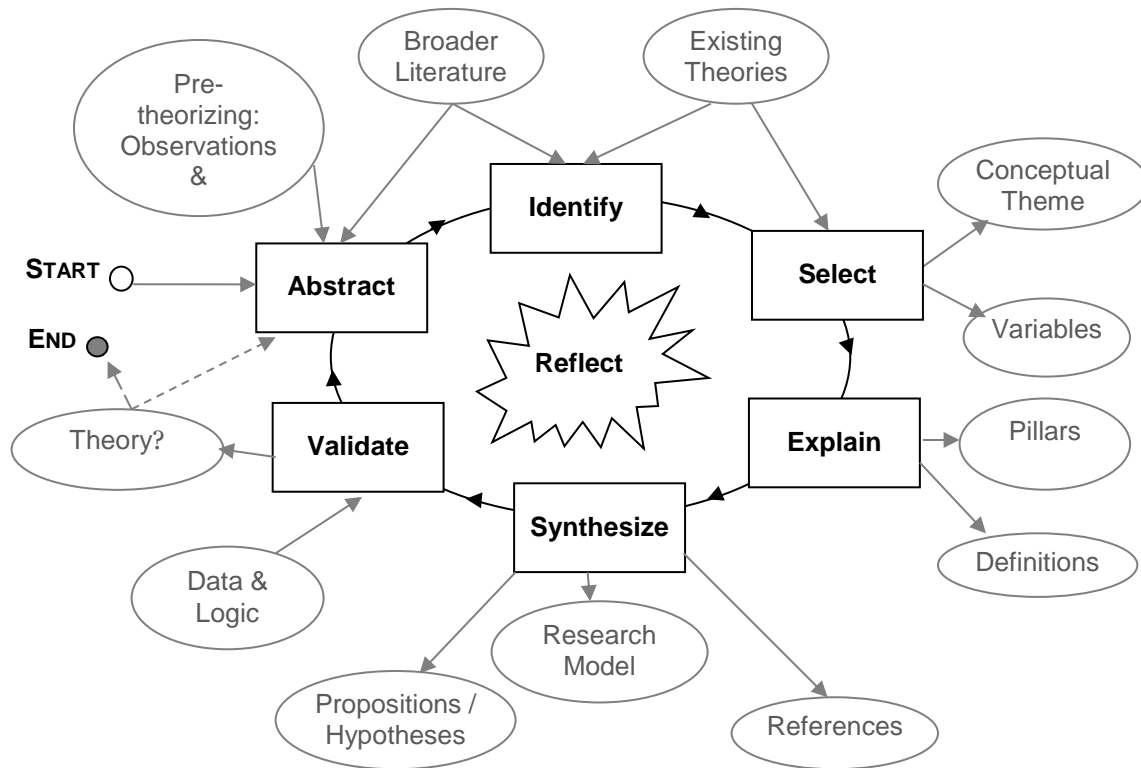 Broader
Literature
Existing
Theories
Pre-
theorizing:
Observations
&
Identify
Conceptual
Theme
START
Abstract
Select
END
Reflect
Variables
Theory?
Validate
Explain
Pillars
Synthesize
Definitions
Data &
Logic
Research
Model
Propositions /
Hypotheses
References